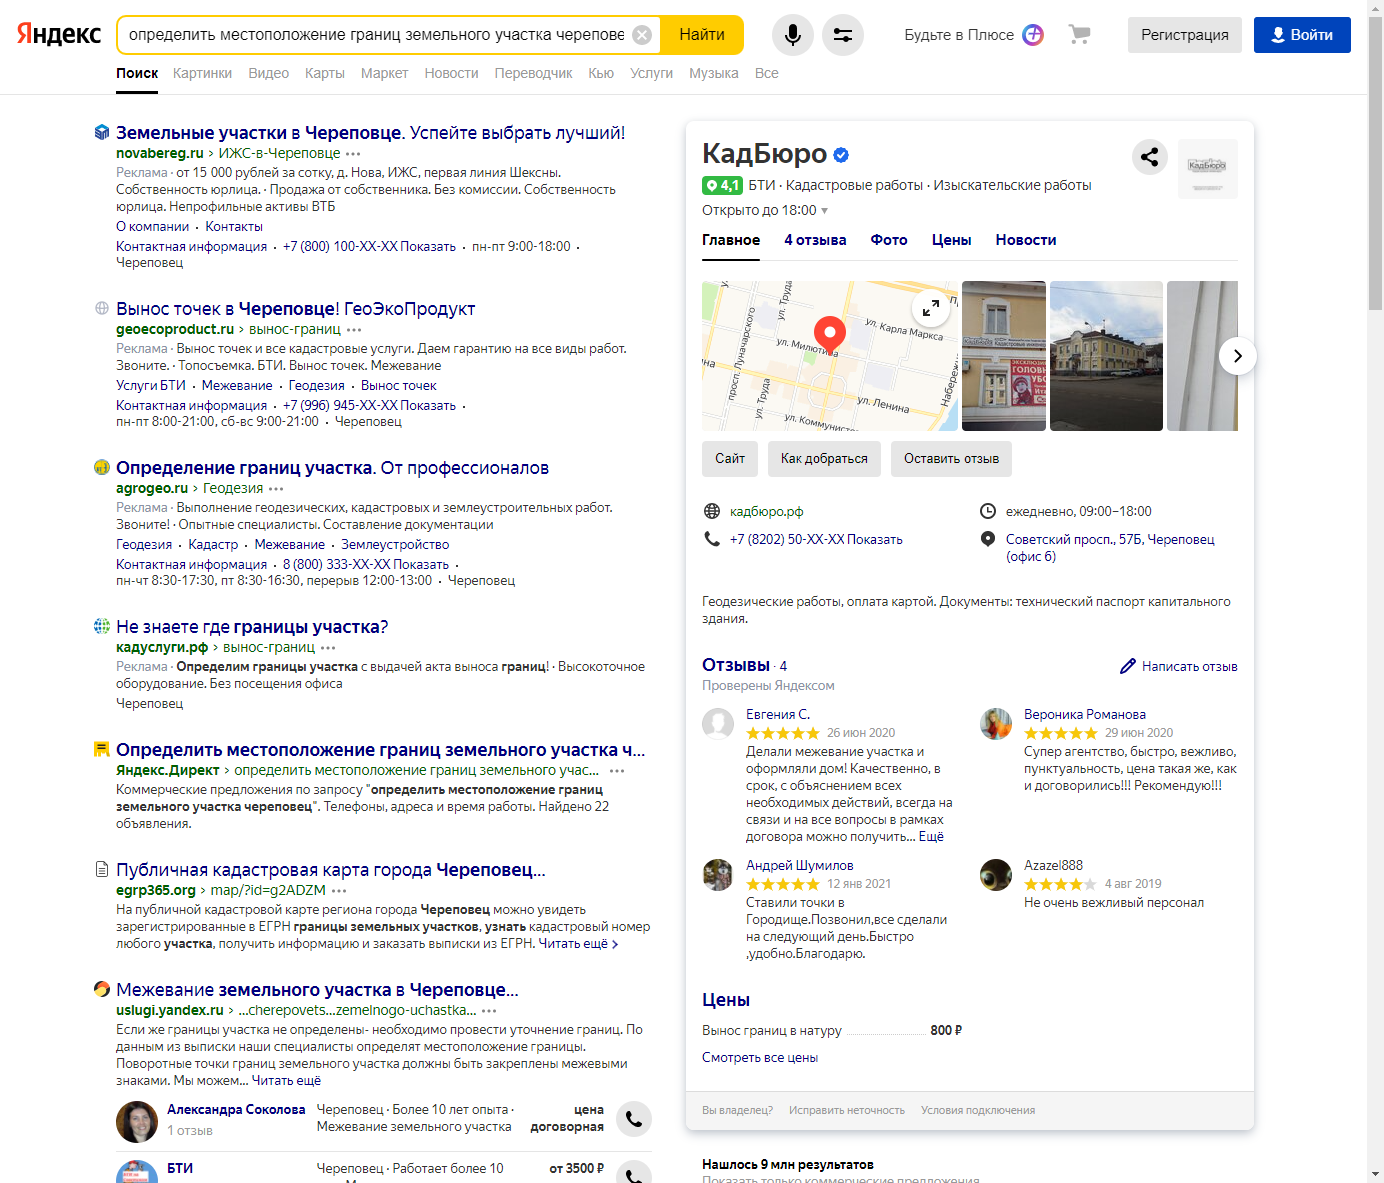 Яндекс
определить местоположение границ земельного участка черепове
Найти
Будьте в Плюсе
Регистрация
Войти
Поиск Картинки Видео Карты Маркет Новости Переводчик Кью Услуги Музыка Все
Земельные участки в Череповце. Успейте выбрать лучший!
novabereg.ru › ИЖС-в-Череповце
Реклама · от 15 000 рублей за сотку, д. Нова, ИЖС, первая линия Шексны.
Собственность юрлица. · Продажа от собственника. Без комиссии. Собственность
юрлица. Непрофильные активы ВТБ
О компании · Контакты
Контактная информация · +7 (800) 100-XX-XX Показать · пн-пт 9:00-18:00 ·
Череповец
Вынос точек в Череповце! ГеоЭкоПродукт
geoecoproduct.ru › вынос-границ
Реклама · Вынос точек и все кадастровые услуги. Даем гарантию на все виды работ.
Звоните. · Топосъемка. БТИ. Вынос точек. Межевание
Услуги БТИ · Межевание · Геодезия · Вынос точек
Контактная информация · +7 (996) 945-XX-XX Показать ·
пн-пт 8:00-21:00, сб-вс 9:00-21:00 · Череповец
Определение границ участка. От профессионалов
agrogeo.ru › Геодезия
Реклама · Выполнение геодезических, кадастровых и землеустроительных работ.
Звоните! · Опытные специалисты. Составление документации
Геодезия · Кадастр · Межевание · Землеустройство
Контактная информация · 8 (800) 333-XX-XX Показать ·
пн-чт 8:30-17:30, пт 8:30-16:30, перерыв 12:00-13:00 · Череповец
Не знаете где границы участка?
кадуслуги.рф › вынос-границ
Реклама · Определим границы участка с выдачей акта выноса границ! · Высокоточное
оборудование. Без посещения офиса
Череповец
Определить местоположение границ земельного участка ч...
Яндекс.Директ › определить местоположение границ земельного учас...
Коммерческие предложения по запросу "определить местоположение границ
земельного участка череповец". Телефоны, адреса и время работы. Найдено 22
объявления.
Публичная кадастровая карта города Череповец...
egrp365.org › map/?id=g2ADZM
На публичной кадастровой карте региона города Череповец можно увидеть
зарегистрированные в ЕГРН границы земельных участков, узнать кадастровый номер
любого участка, получить информацию и заказать выписки из ЕГРН. Читать ещё ›
Межевание земельного участка в Череповце...
uslugi.yandex.ru › ...cherepovets...zemelnogo-uchastka...
Если же границы участка не определены- необходимо провести уточнение границ. По
данным из выписки наши специалисты определят местоположение границы.
Поворотные точки границ земельного участка должны быть закреплены межевыми
знаками. Мы можем... Читать ещё
Александра Соколова Череповец · Более 10 лет опыта · цена
1 отзыв Межевание земельного участка договорная
БТИ Череповец · Работает более 10 от 3500 ₽
КадБюро
4,1 БТИ · Кадастровые работы · Изыскательские работы
Открыто до 18:00
Главное 4 отзыва Фото Цены Новости
ул. Труда
просп. Луначарского
ул. Карла Маркса
ул. Милютина
ул. Труда
ул. Ленина
ул. Коммунистов
Сайт Как добраться Оставить отзыв
кадбюро.рф
ежедневно, 09:00–18:00
+7 (8202) 50-XX-XX Показать
Советский просп., 57Б, Череповец
(офис 6)
Геодезические работы, оплата картой. Документы: технический паспорт капитального
здания.
Отзывы · 4
Написать отзыв
Проверены Яндексом
Евгения С.
26 июн 2020
Делали межевание участка и
оформляли дом! Качественно, в
срок, с объяснением всех
необходимых действий, всегда на
связи и на все вопросы в рамках
договора можно получить... Ещё
Вероника Романова
29 июн 2020
Супер агентство, быстро, вежливо,
пунктуальность, цена такая же, как
и договорились!!! Рекомендую!!!
Андрей Шумилов
12 янв 2021
Ставили точки в
Городище.Позвонил,все сделали
на следующий день.Быстро
,удобно.Благодарю.
Azazel888
4 авг 2019
Не очень вежливый персонал
Цены
Вынос границ в натуру 800 ₽
Смотреть все цены
Вы владелец? Исправить неточность Условия подключения
Нашлось 9 млн результатов
Показать только коммерческие предложения